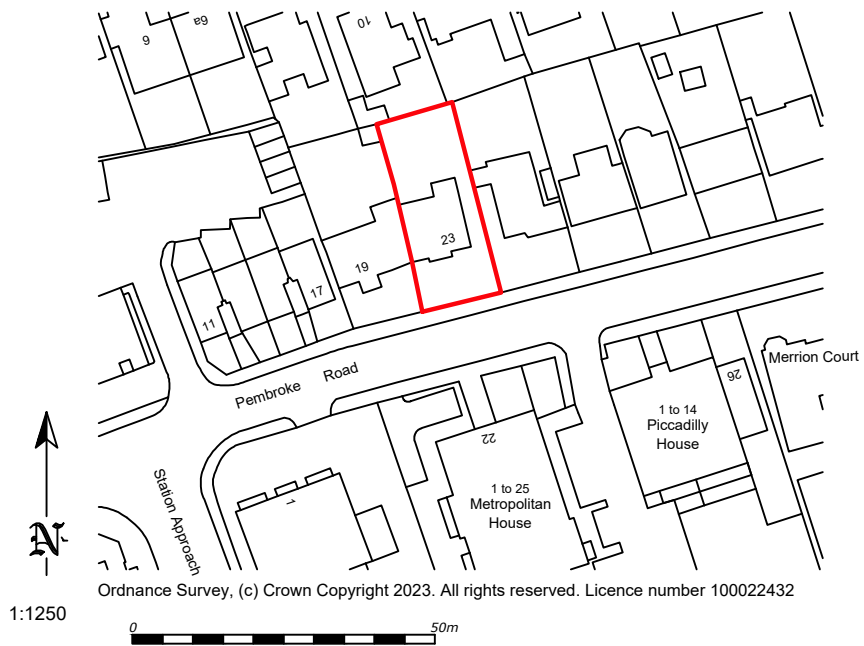 6
6a
10
23
19
17
11
Pembroke Road
Merrion Court
26
1 to 14
Piccadilly
House
22
1 to 25
Metropolitan
House
1
Station Approach
N
Ordnance Survey, (c) Crown Copyright 2023. All rights reserved. Licence number 100022432
1:1250
0 50m